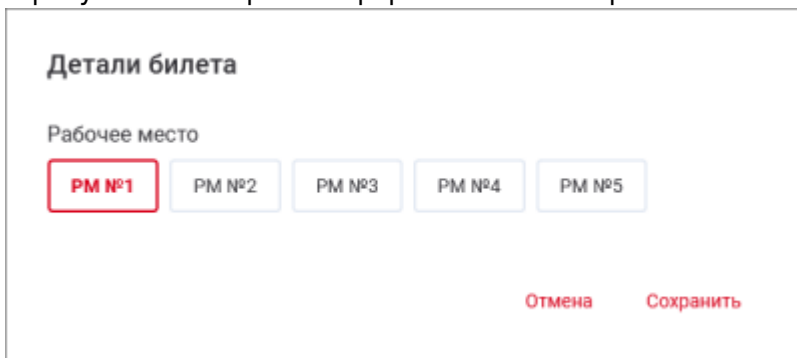 Детали билета
Рабочее место
РМ №1 РМ №2 РМ №3 РМ №4 РМ №5
Отмена Сохранить